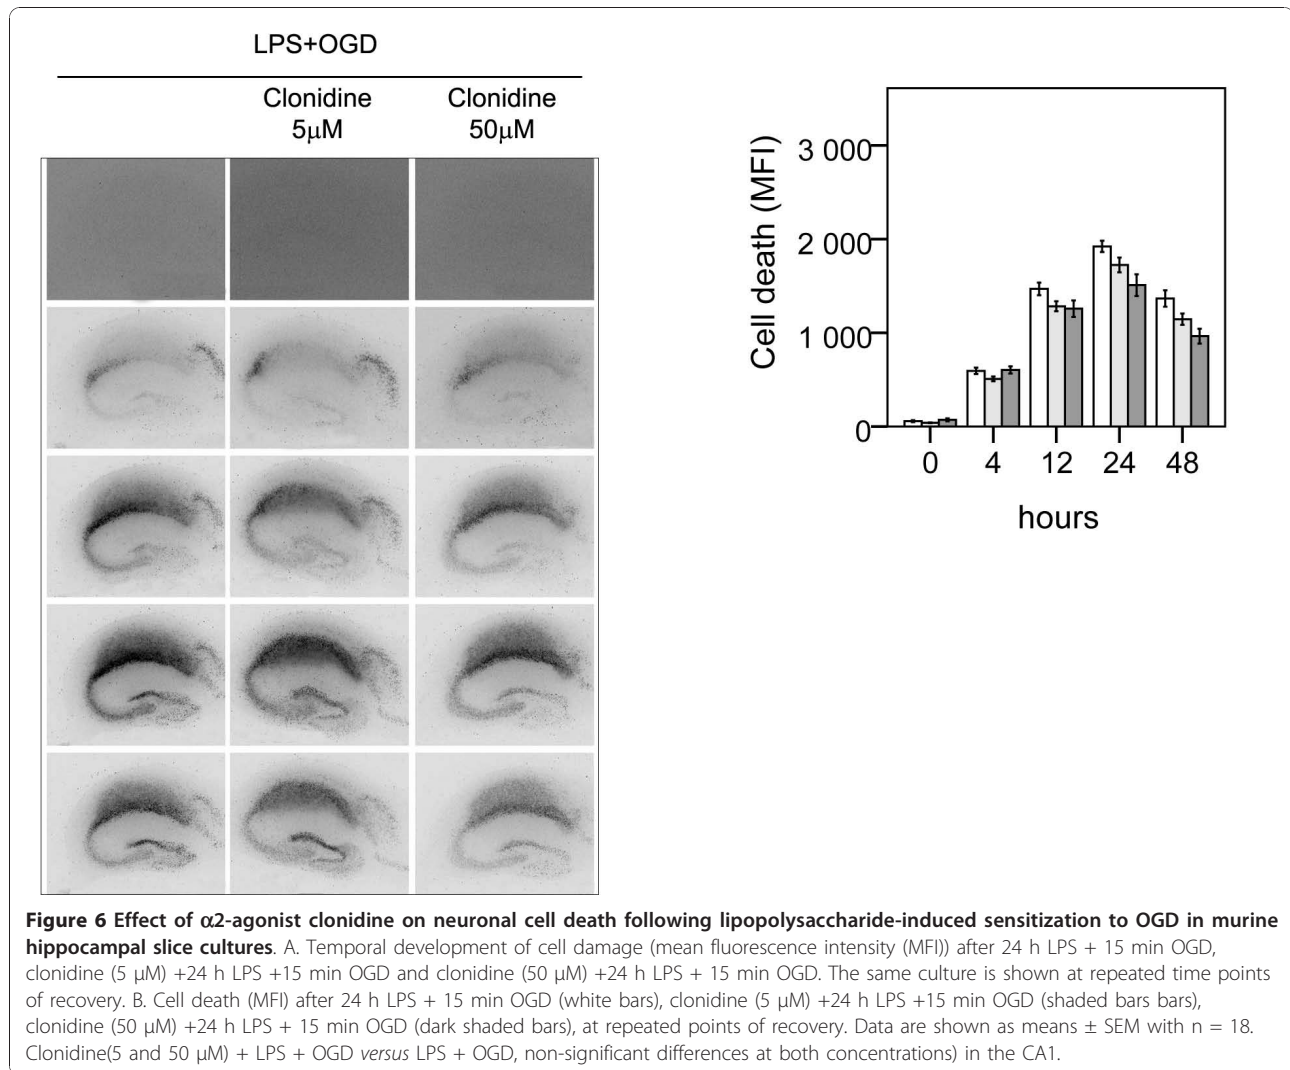 LPS+OGD
Clonidine
5μM
Clonidine
50μM
Cell death (MFI)
3 000
2 000
1 000
0
0 4 12 24 48
hours
Figure 6 Effect of α2-agonist clonidine on neuronal cell death following lipopolysaccharide-induced sensitization to OGD in murine
hippocampal slice cultures. A. Temporal development of cell damage (mean fluorescence intensity (MFI)) after 24 h LPS + 15 min OGD,
clonidine (5 μM) +24 h LPS +15 min OGD and clonidine (50 μM) +24 h LPS + 15 min OGD. The same culture is shown at repeated time points
of recovery. B. Cell death (MFI) after 24 h LPS + 15 min OGD (white bars), clonidine (5 μM) +24 h LPS +15 min OGD (shaded bars bars),
clonidine (50 μM) +24 h LPS + 15 min OGD (dark shaded bars), at repeated points of recovery. Data are shown as means ± SEM with n = 18.
Clonidine(5 and 50 μM) + LPS + OGD versus LPS + OGD, non-significant differences at both concentrations) in the CA1.